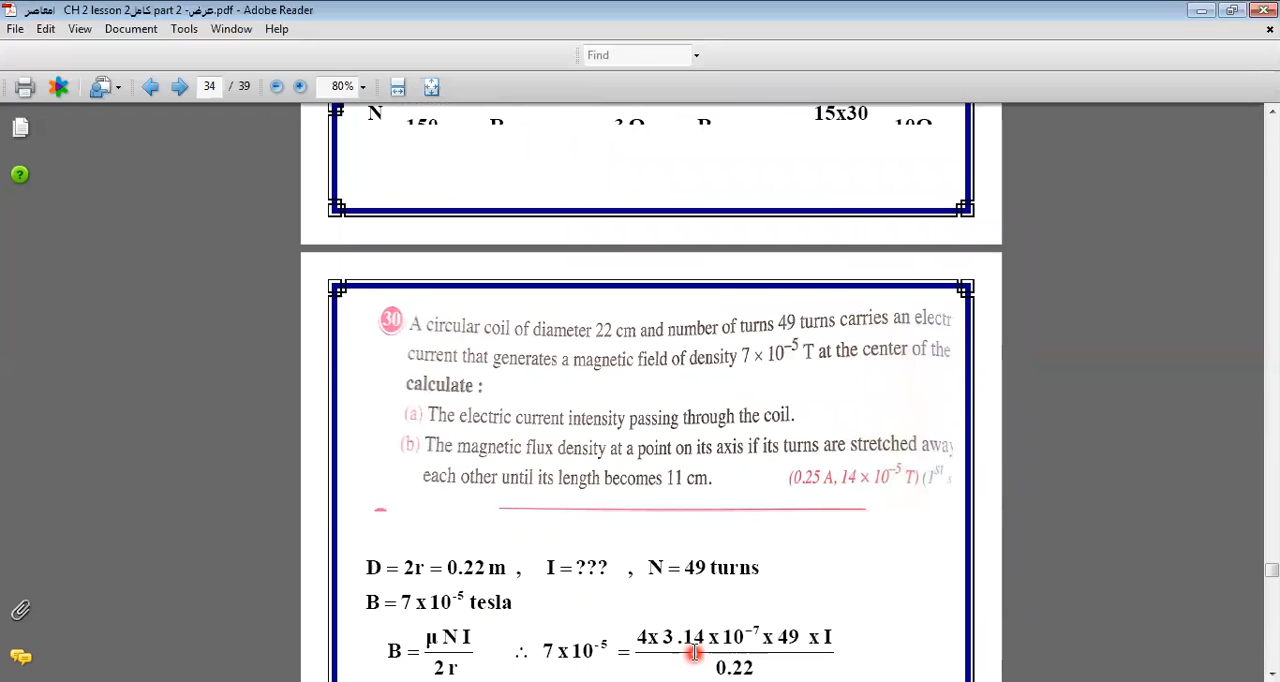 CH 2 lesson 2كامل part 2 -عرض.pdf - Adobe Reader
File Edit View Document Tools Window Help
Find
34 / 39 80%
N 15x30
30 A circular coil of diameter 22 cm and number of turns 49 turns carries an electr
current that generates a magnetic field of density 7 × 10⁻⁵ T at the center of the
calculate :
(a) The electric current intensity passing through the coil.
(b) The magnetic flux density at a point on its axis if its turns are stretched away
each other until its length becomes 11 cm. (0.25 A, 14 × 10⁻⁵ T) (1st
D = 2r = 0.22 m , I = ??? , N = 49 turns
B = 7 x 10⁻⁵ tesla
B = μ N I / 2 r ∴ 7 x 10⁻⁵ = 4x 3 .14 x 10⁻⁷ x 49 x I / 0.22